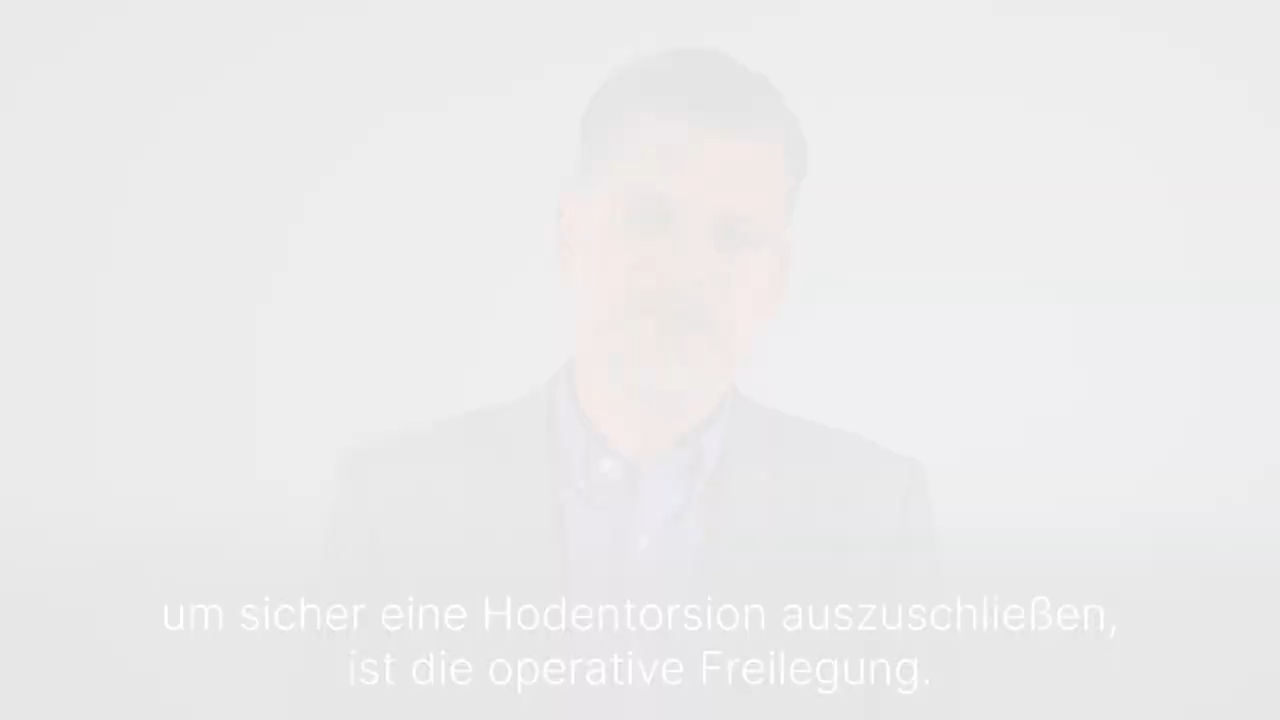 um sicher eine Hodentorsion auszuschließen,
ist die operative Freilegung.